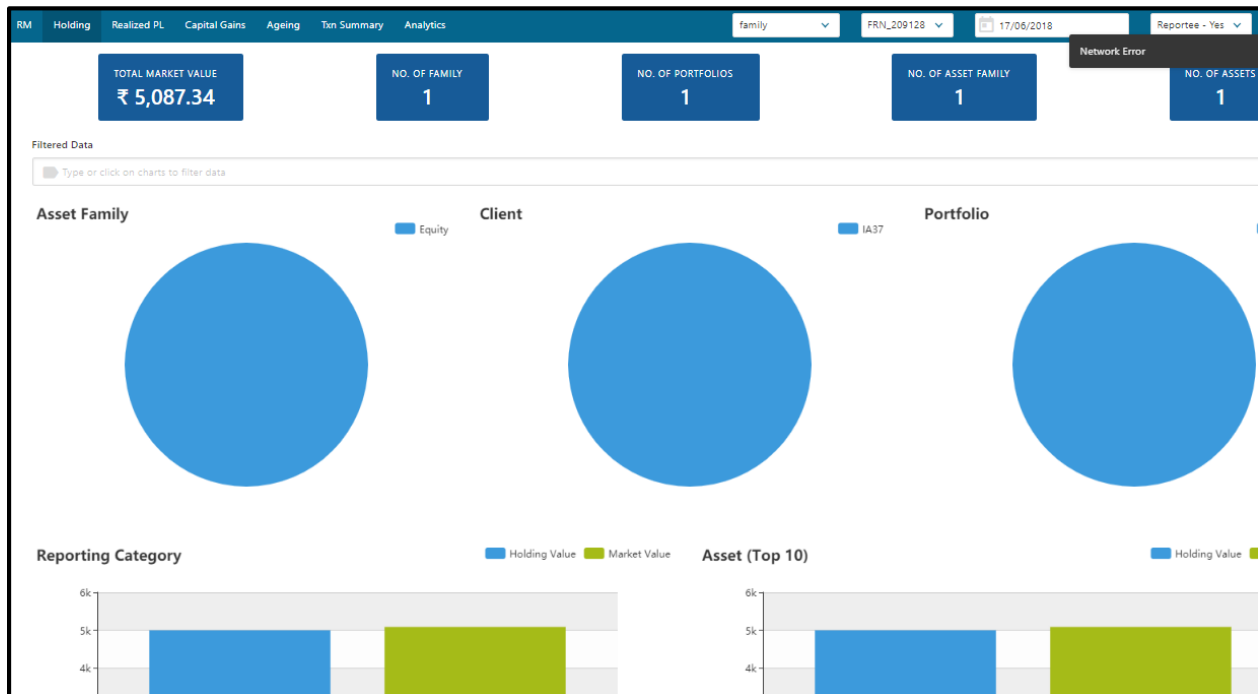 RM Holding Realized PL Capital Gains Ageing Txn Summary Analytics family FRN_209128 17/06/2018 Reportee - Yes
Network Error
TOTAL MARKET VALUE
₹ 5,087.34
NO. OF FAMILY
1
NO. OF PORTFOLIOS
1
NO. OF ASSET FAMILY
1
NO. OF ASSETS
1
Filtered Data
Type or click on charts to filter data
Asset Family
Equity
Client
IA37
Portfolio
Reporting Category
Holding Value Market Value
6k
5k
4k
Asset (Top 10)
Holding Value
6k
5k
4k